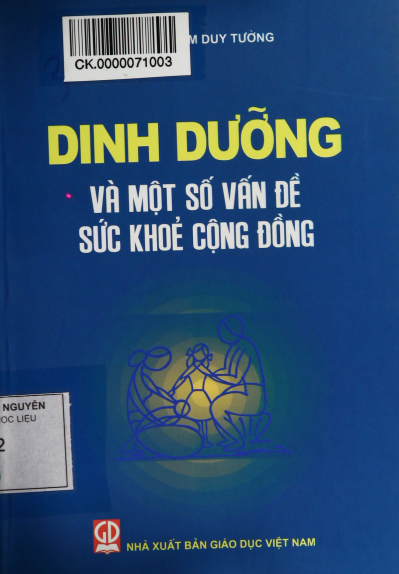 CK.0000071003
DUY TƯỜNG
DINH DƯỠNG
VÀ MỘT SỐ VẤN ĐỀ
SỨC KHOẺ CỘNG ĐỒNG
NGUYÊN
LIỆU
2
GD
NHÀ XUẤT BẢN GIÁO DỤC VIỆT NAM